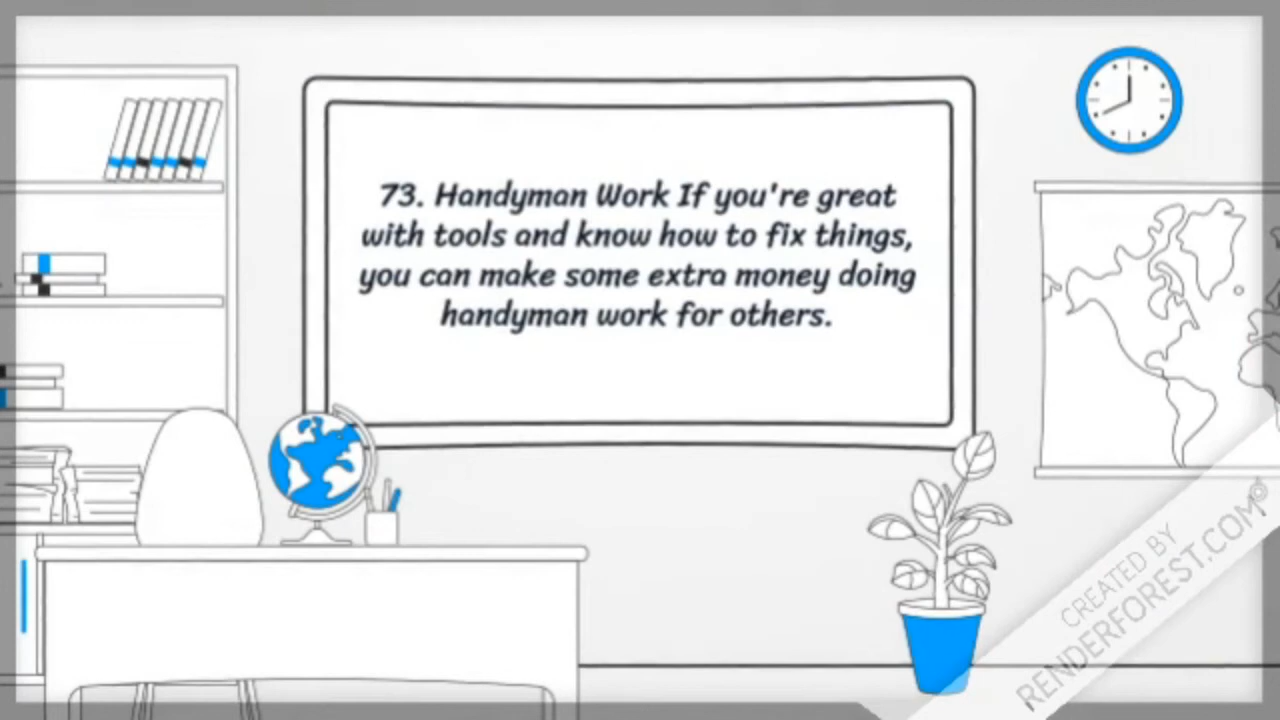 73. Handyman Work If you're great
with tools and know how to fix things,
you can make some extra money doing
handyman work for others.
CREATED BY
RENDERFOREST.COM